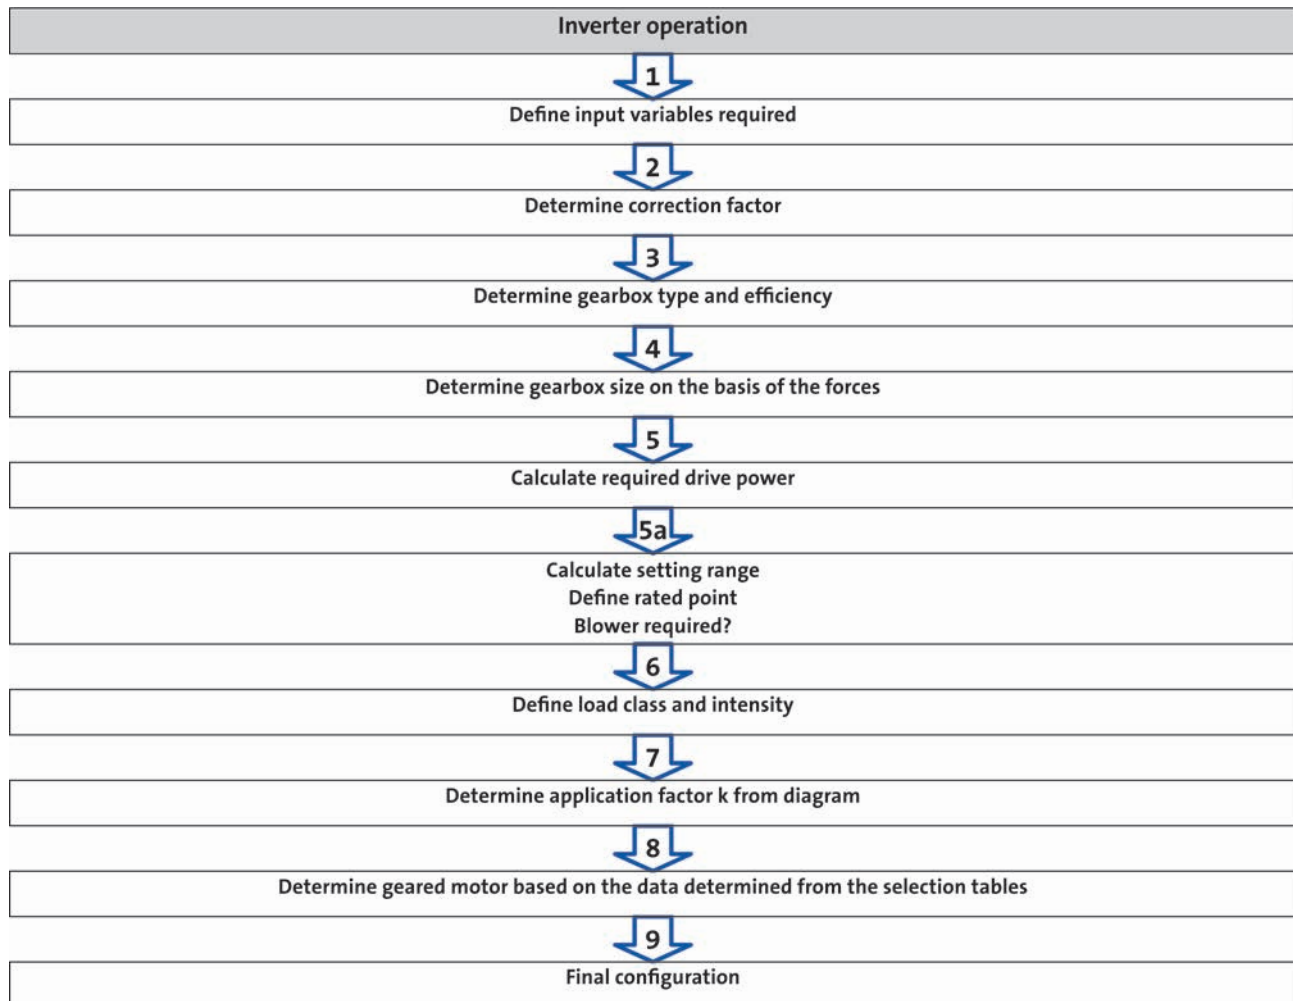 Inverter operation
1
Define input variables required
2
Determine correction factor
3
Determine gearbox type and efficiency
4
Determine gearbox size on the basis of the forces
5
Calculate required drive power
5a
Calculate setting range
Define rated point
Blower required?
6
Define load class and intensity
7
Determine application factor k from diagram
8
Determine geared motor based on the data determined from the selection tables
9
Final configuration